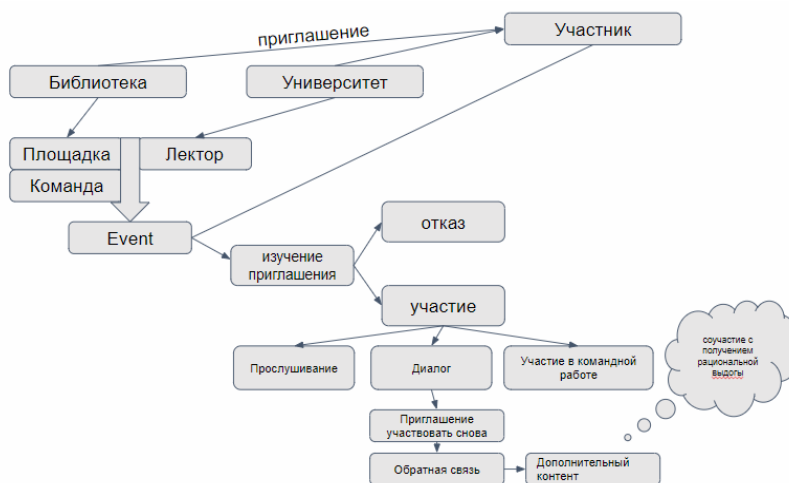 приглашение
Участник
Библиотека
Университет
Площадка
Лектор
Команда
Event
изучение
приглашения
отказ
участие
соучастие с
получением
рациональной
выдогы
Прослушивание
Диалог
Участие в командной
работе
Приглашение
участвовать снова
Обратная связь
Дополнительный
контент